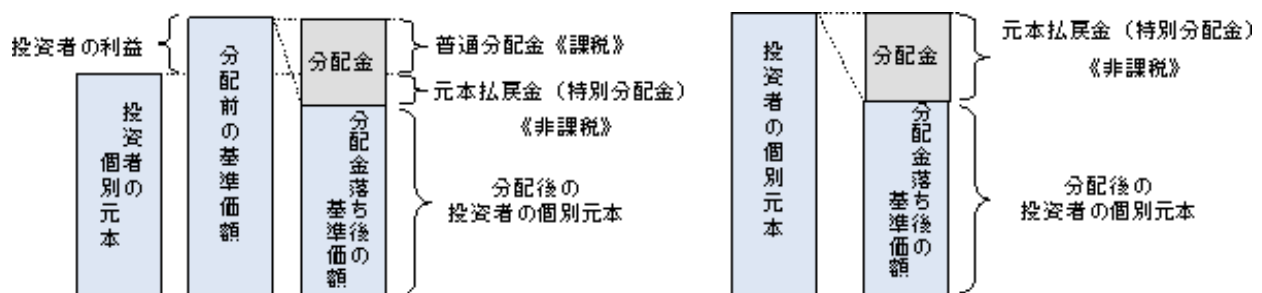 投資者の利益
投資者の
個別元本
分配前の基準価額
分配金
分配金落ち後の
基準価額
普通分配金《課税》
元本払戻金（特別分配金）
《非課税》
分配後の
投資者の個別元本
投資者の個別元本
分配金
分配金落ち後の
基準価額
元本払戻金（特別分配金）
《非課税》
分配後の
投資者の個別元本